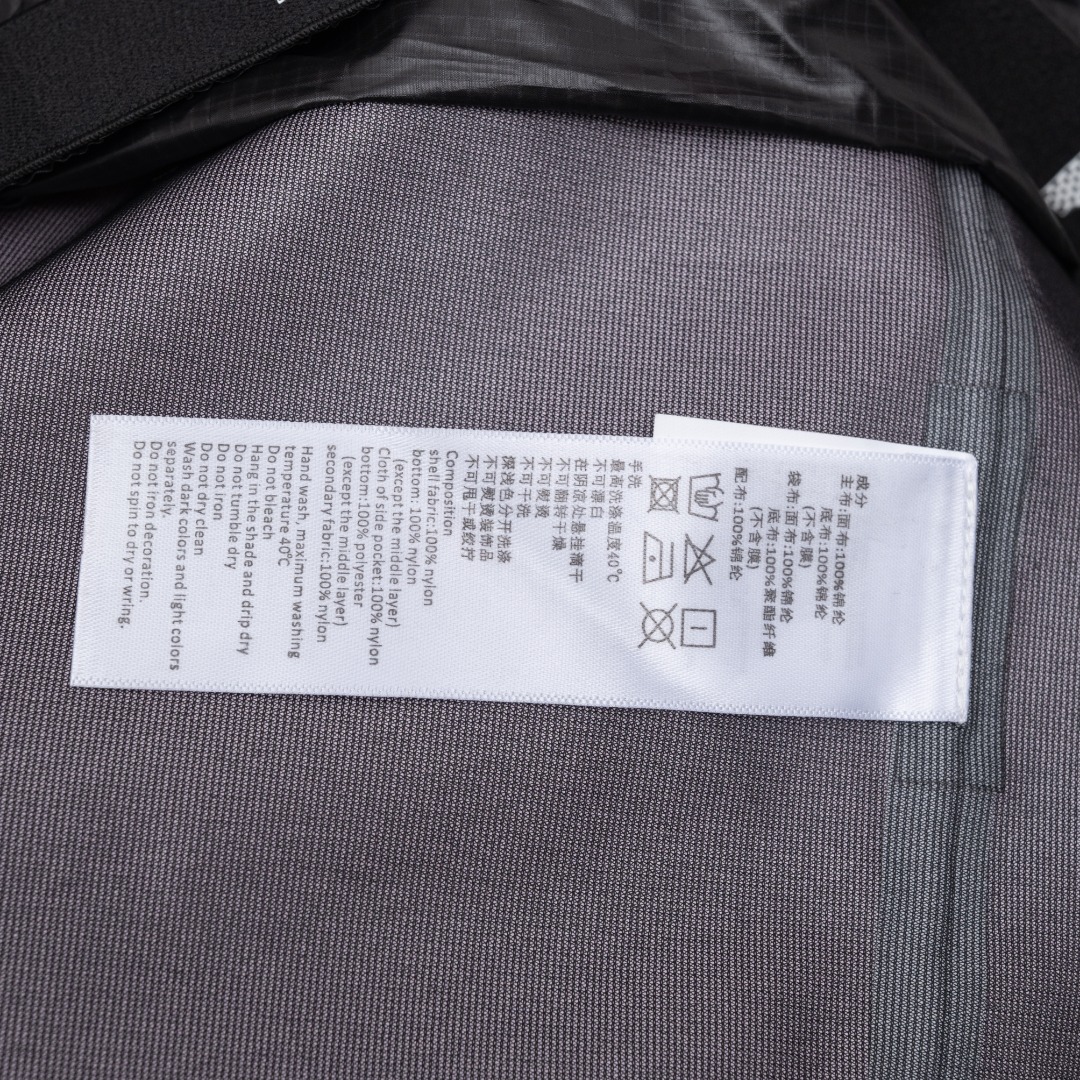 成分
主布:面布:100%锦纶
底布:100%锦纶
(不含膜)
袋布:面布:100%锦纶
底布:100%聚酯纤维
(不含膜)
配布:100%锦纶
手洗
最高洗涤温度40℃
不可漂白
在阴凉处悬挂滴干
不可翻转干燥
不可熨烫
不可干洗
深浅色分开洗涤
不可熨烫装饰品
不可甩干或绞拧
Composition
shell fabric:100% nylon
bottom: 100% nylon
(except the middle layer)
Cloth of side pocket:100% nylon
bottom:100% polyester
(except the middle layer)
secondary fabric:100% nylon
Hand wash, maximum washing
temperature 40℃
Do not bleach
Hang in the shade and drip dry
Do not tumble dry
Do not iron
Do not dry clean
Wash dark colors and light colors
separately.
Do not iron decoration.
Do not spin to dry or wring.